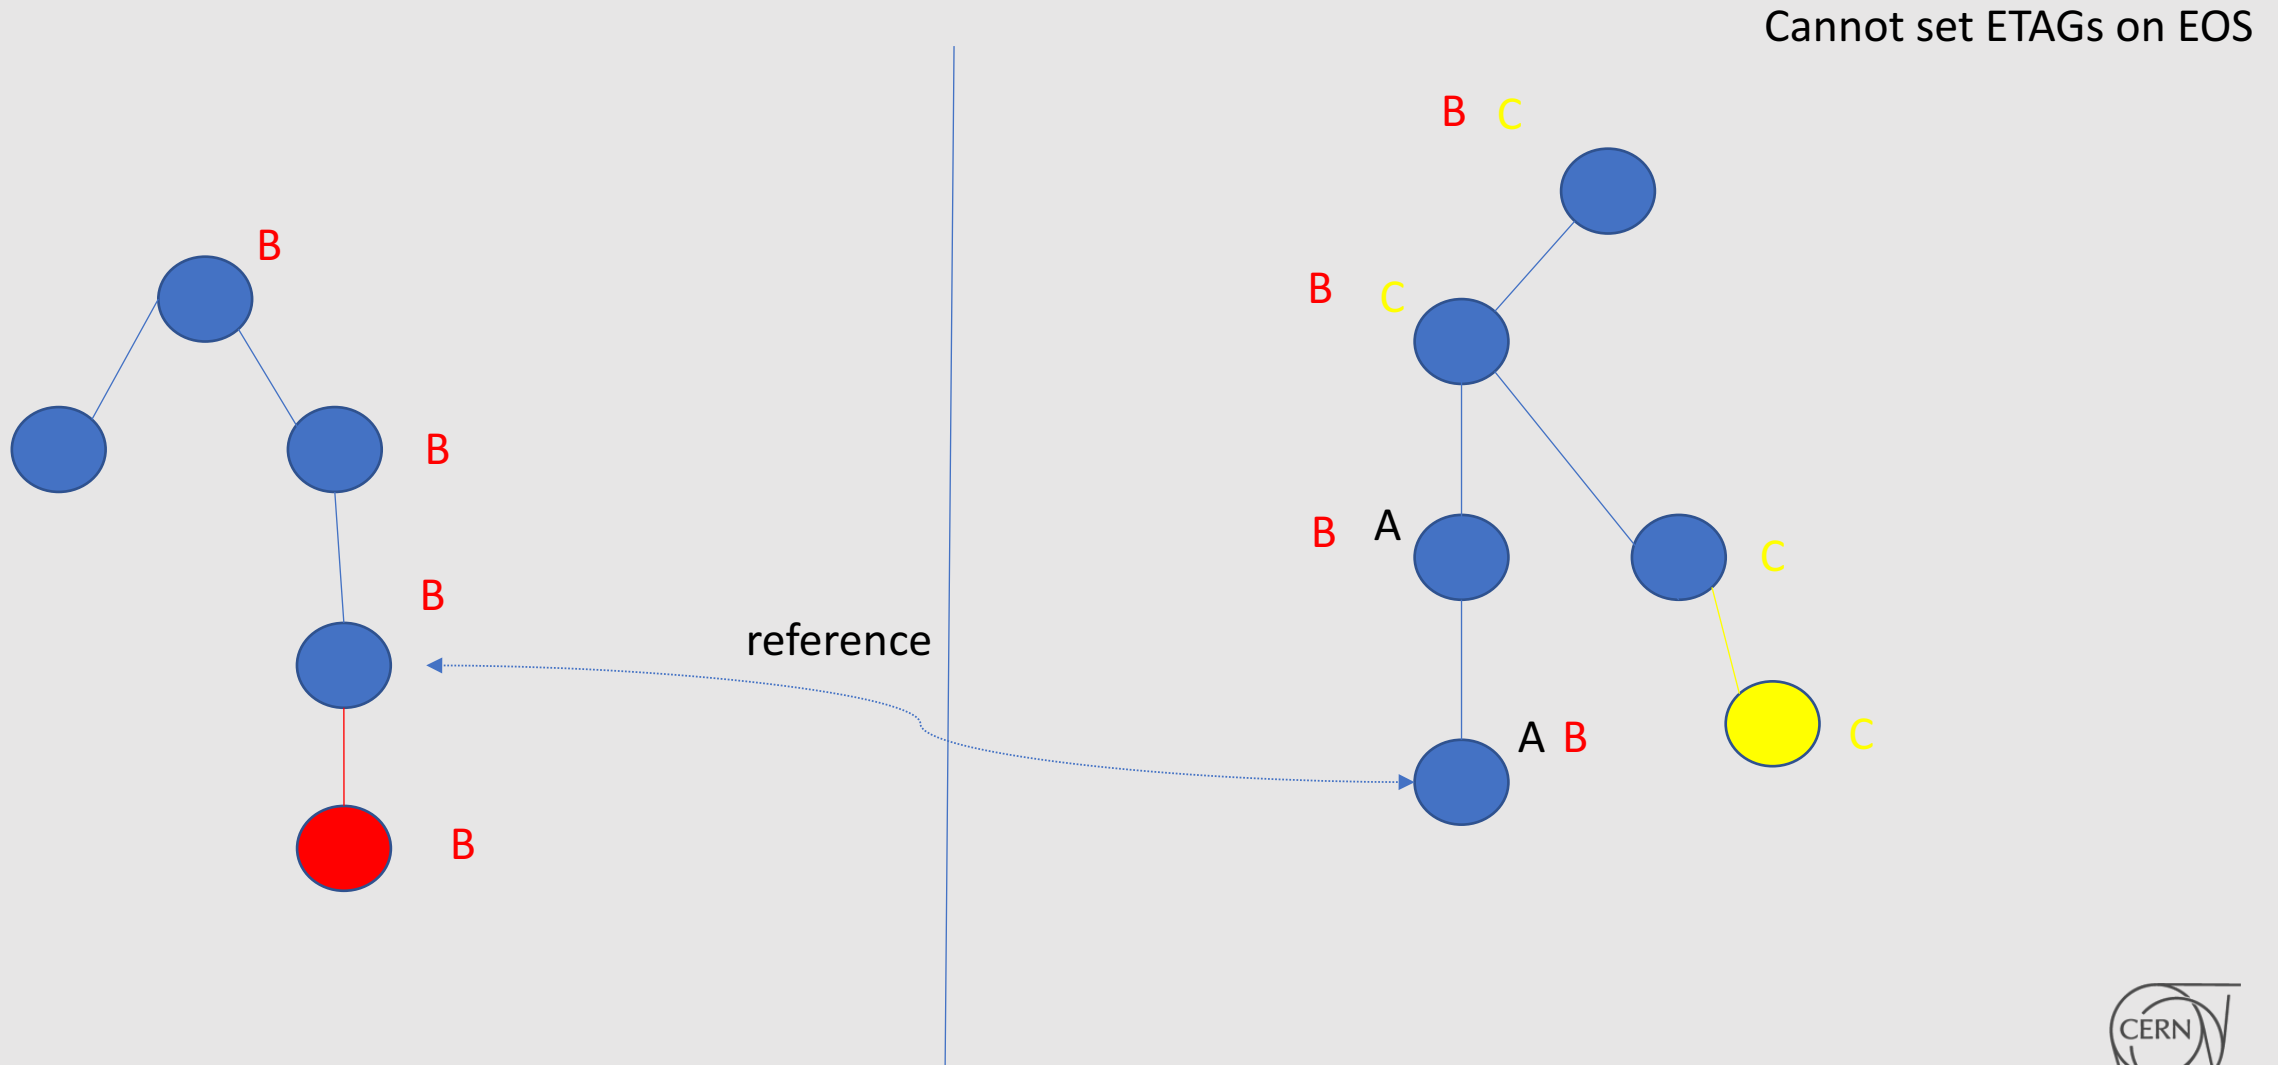 Cannot set ETAGs on EOS
B C
B
B C
B
B A
C
B
reference
A B
C
B
CERN